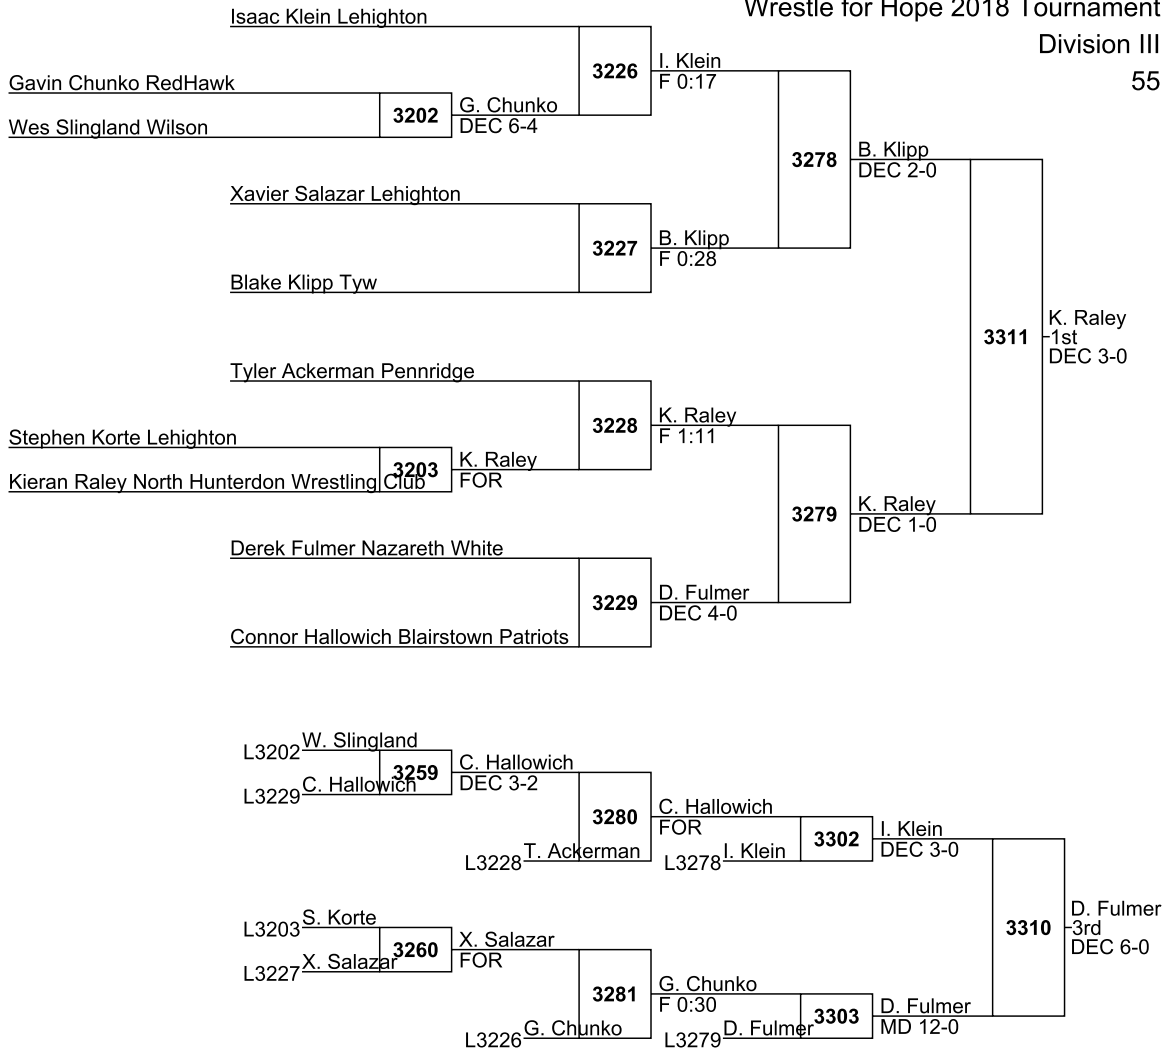 Wrestle for Hope 2018 Tournament
Division III
55
Isaac Klein Lehighton
3226
I. Klein
F 0:17
Gavin Chunko RedHawk
3202
G. Chunko
DEC 6-4
Wes Slingland Wilson
3278
B. Klipp
DEC 2-0
Xavier Salazar Lehighton
3227
B. Klipp
F 0:28
Blake Klipp Tyw
3311
K. Raley
1st
DEC 3-0
Tyler Ackerman Pennridge
3228
K. Raley
F 1:11
Stephen Korte Lehighton
3203
K. Raley
FOR
Kieran Raley North Hunterdon Wrestling Club
3279
K. Raley
DEC 1-0
Derek Fulmer Nazareth White
3229
D. Fulmer
DEC 4-0
Connor Hallowich Blairstown Patriots
L3202 W. Slingland
3259
C. Hallowich
DEC 3-2
L3229 C. Hallowich
3280
C. Hallowich
FOR
L3228 T. Ackerman
L3278 I. Klein
3302
I. Klein
DEC 3-0
L3203 S. Korte
3260
X. Salazar
FOR
L3227 X. Salazar
3310
D. Fulmer
3rd
DEC 6-0
3281
G. Chunko
F 0:30
L3226 G. Chunko
L3279 D. Fulmer
3303
D. Fulmer
MD 12-0